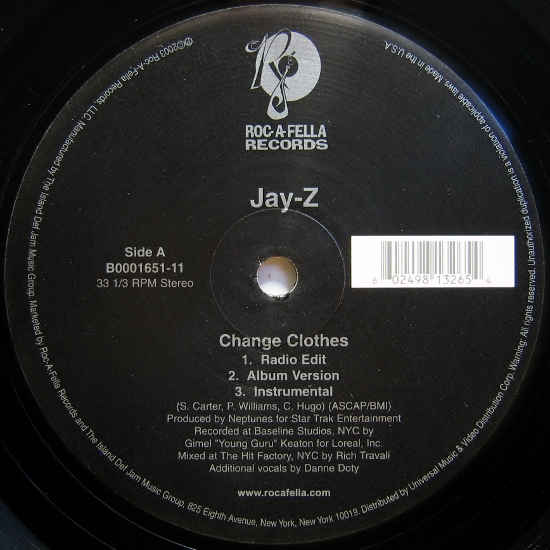 ROC-A-FELLA
RECORDS
Jay-Z
Side A
B0001651-11
33 1/3 RPM Stereo
6 02498 13265 4
Change Clothes
1. Radio Edit
2. Album Version
3. Instrumental
(S. Carter, P. Williams, C. Hugo) (ASCAP/BMI)
Produced by Neptunes for Star Trak Entertainment
Recorded at Baseline Studios, NYC by
Gimel "Young Guru" Keaton for Loreal, Inc.
Mixed at The Hit Factory, NYC by Rich Travali
Additional vocals by Danne Doty
www.rocafella.com
℗©2003 Roc-A-Fella Records, LLC. Manufactured by The Island Def Jam Music Group. Marketed by Roc-A-Fella Records and The Island Def Jam Music Group, 825 Eighth Avenue, New York, New York 10019. Distributed by Universal Music & Video Distribution Corp. Warning: All rights reserved. Unauthorized duplication is a violation of applicable laws. Made in the U.S.A